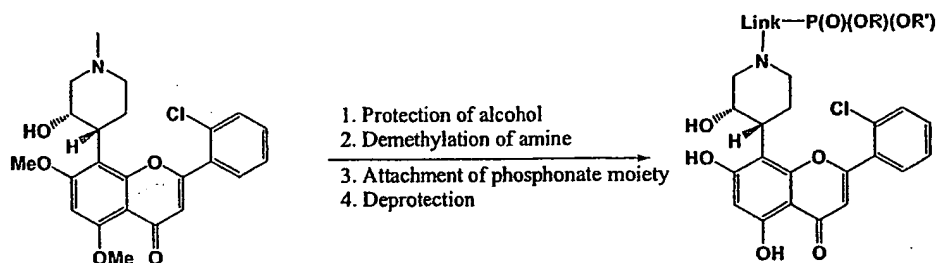 Link—P(O)(OR)(OR')
N
N
HO
H
Cl
MeO
O
OMe
O
1. Protection of alcohol
2. Demethylation of amine
3. Attachment of phosphonate moiety
4. Deprotection
HO
H
Cl
HO
O
OH
O